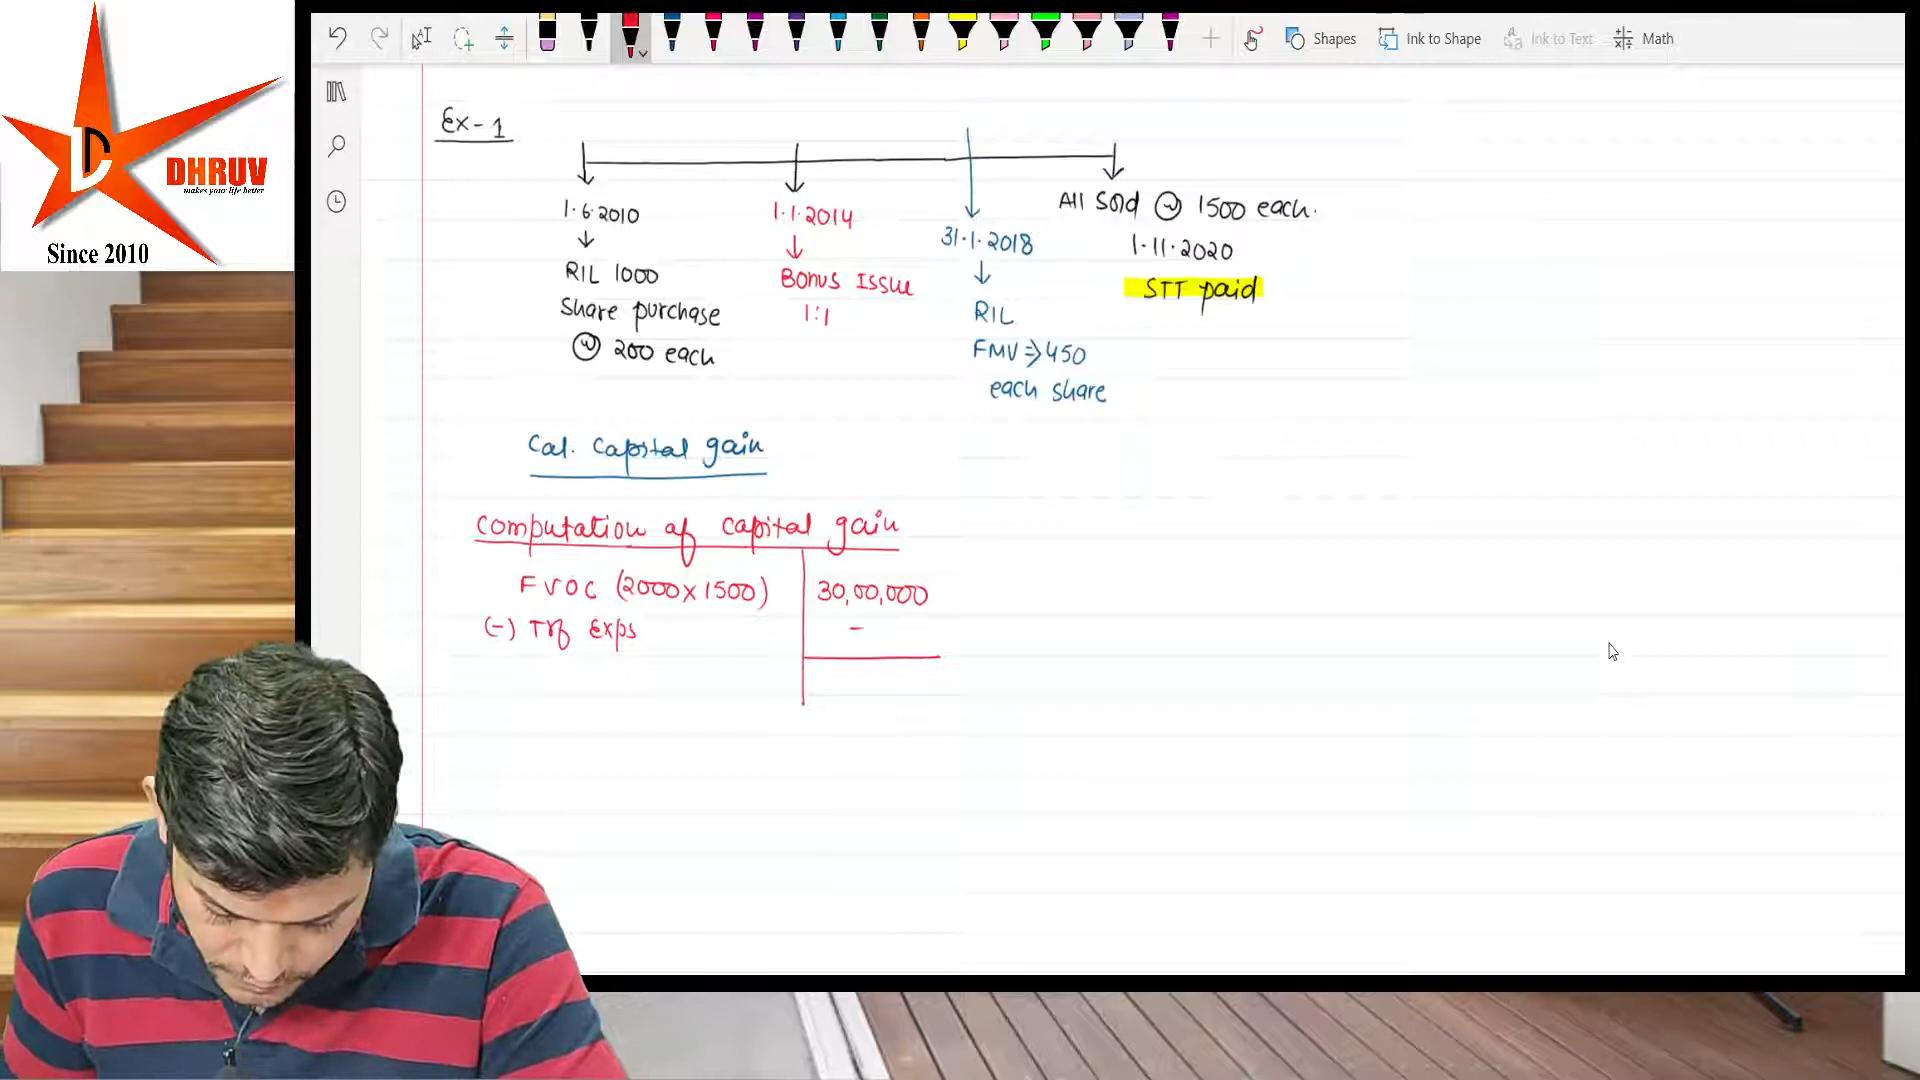 DC
DHRUV
makes your life better
Since 2010
Shapes
Ink to Shape
Ink to Text
Math
Ex-1
1.6.2010
↓
RIL 1000
Share purchase
@ 200 each
1.1.2014
↓
Bonus Issue
1:1
31.1.2018
↓
RIL
FMV ⇒ 450
each share
All Sold @ 1500 each.
1.11.2020
STT paid
Cal. Capital gain
Computation of capital gain
FVOC (2000×1500) 30,00,000
(-) Trf Exps -